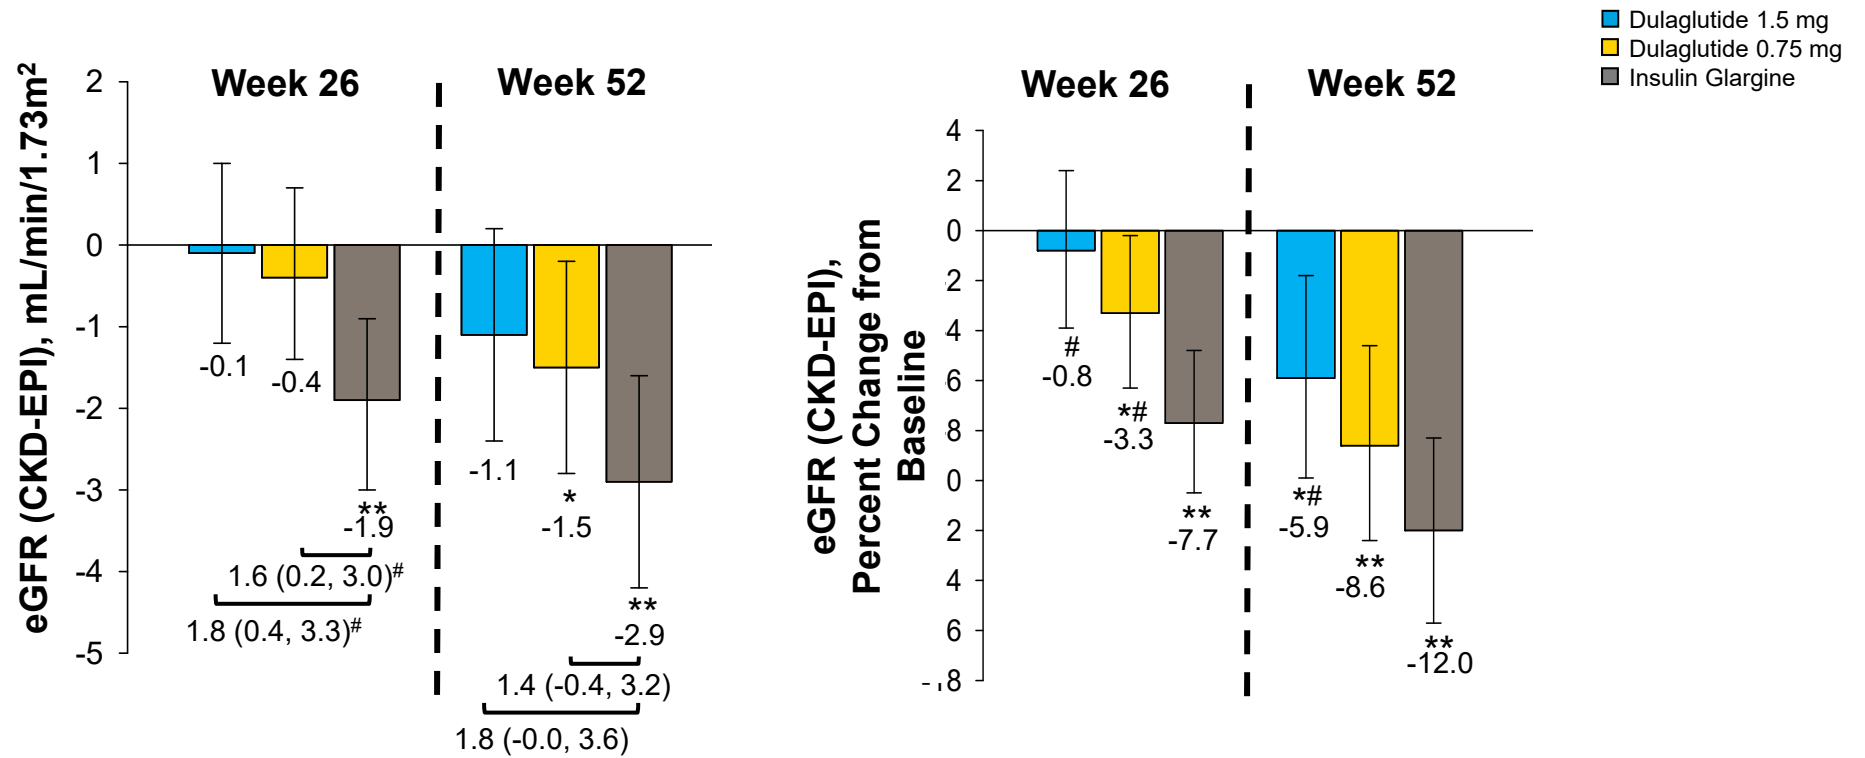 Dulaglutide 1.5 mg
Dulaglutide 0.75 mg
Insulin Glargine
eGFR (CKD-EPI), mL/min/1.73m²
2
1
0
-1
-2
-3
-4
-5
Week 26
Week 52
-0.1
-0.4
**
-1.9
1.6 (0.2, 3.0)#
1.8 (0.4, 3.3)#
-1.1
*
-1.5
**
-2.9
1.4 (-0.4, 3.2)
1.8 (-0.0, 3.6)
eGFR (CKD-EPI),
Percent Change from
Baseline
4
2
0
2
4
6
8
0
2
4
6
8
Week 26
Week 52
#
-0.8
*#
-3.3
**
-7.7
*#
-5.9
**
-8.6
**
-12.0